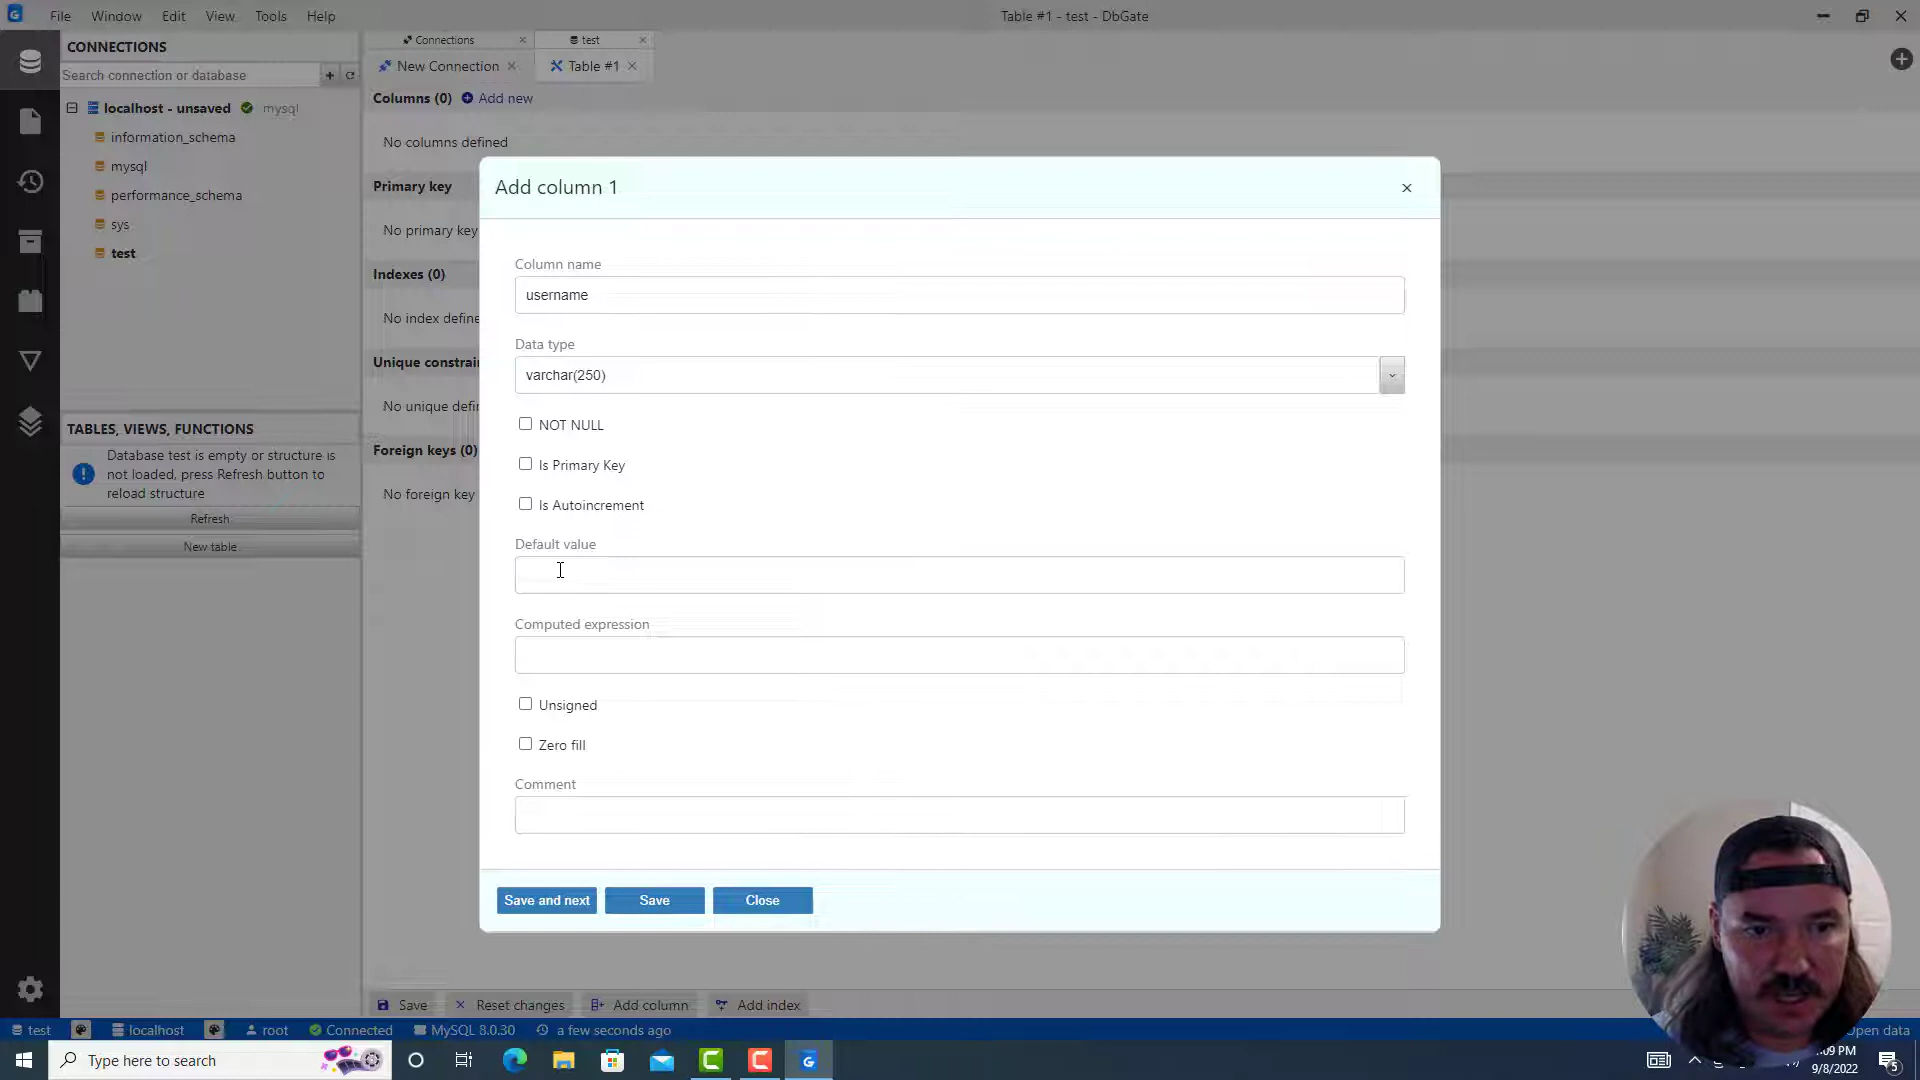 File Window Edit View Tools Help
Table #1 - test - DbGate
CONNECTIONS
Search connection or database
localhost - unsaved mysql
information_schema
mysql
performance_schema
sys
test
TABLES, VIEWS, FUNCTIONS
Database test is empty or structure is
not loaded, press Refresh button to
reload structure
Refresh
New table
Connections test
New Connection Table #1
Columns (0) Add new
No columns defined
Primary key
No primary key
Indexes (0)
No index define
Unique constrain
No unique defi
Foreign keys (0)
No foreign key
Add column 1
Column name
username
Data type
varchar(250)
NOT NULL
Is Primary Key
Is Autoincrement
Default value
Computed expression
Unsigned
Zero fill
Comment
Save and next Save Close
Save Reset changes Add column Add index
test localhost root Connected MySQL 8.0.30 a few seconds ago
Open data
Type here to search
:09 PM
9/8/2022
5